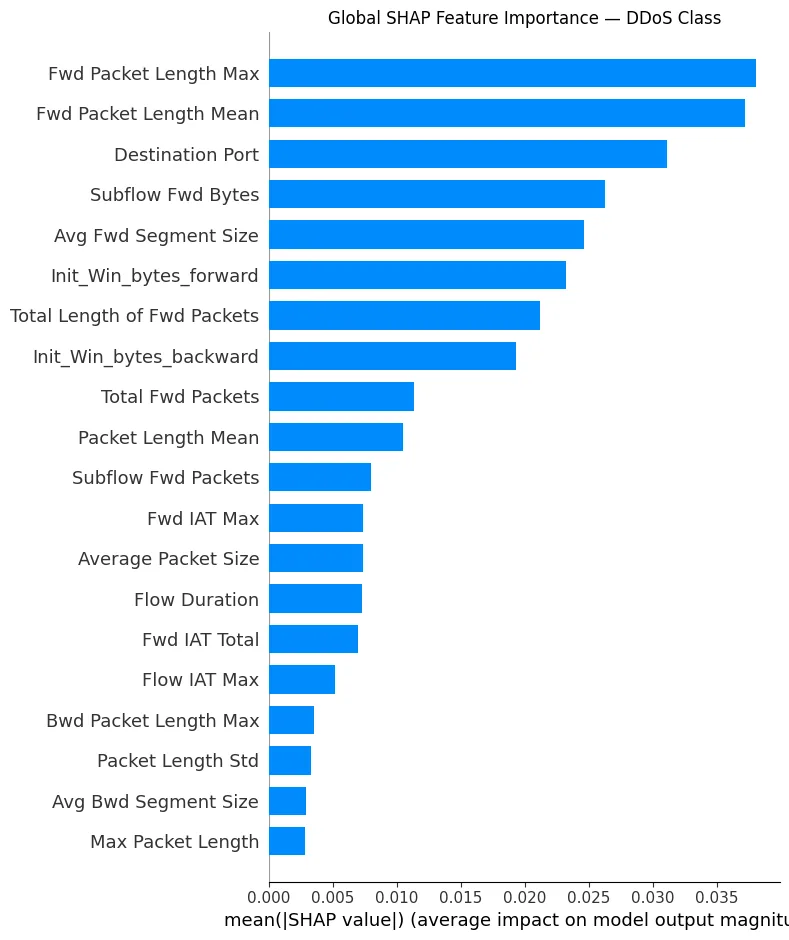 Global SHAP Feature Importance — DDoS Class
Fwd Packet Length Max
Fwd Packet Length Mean
Destination Port
Subflow Fwd Bytes
Avg Fwd Segment Size
Init_Win_bytes_forward
Total Length of Fwd Packets
Init_Win_bytes_backward
Total Fwd Packets
Packet Length Mean
Subflow Fwd Packets
Fwd IAT Max
Average Packet Size
Flow Duration
Fwd IAT Total
Flow IAT Max
Bwd Packet Length Max
Packet Length Std
Avg Bwd Segment Size
Max Packet Length
0.000 0.005 0.010 0.015 0.020 0.025 0.030 0.035
mean(|SHAP value|) (average impact on model output magnitu